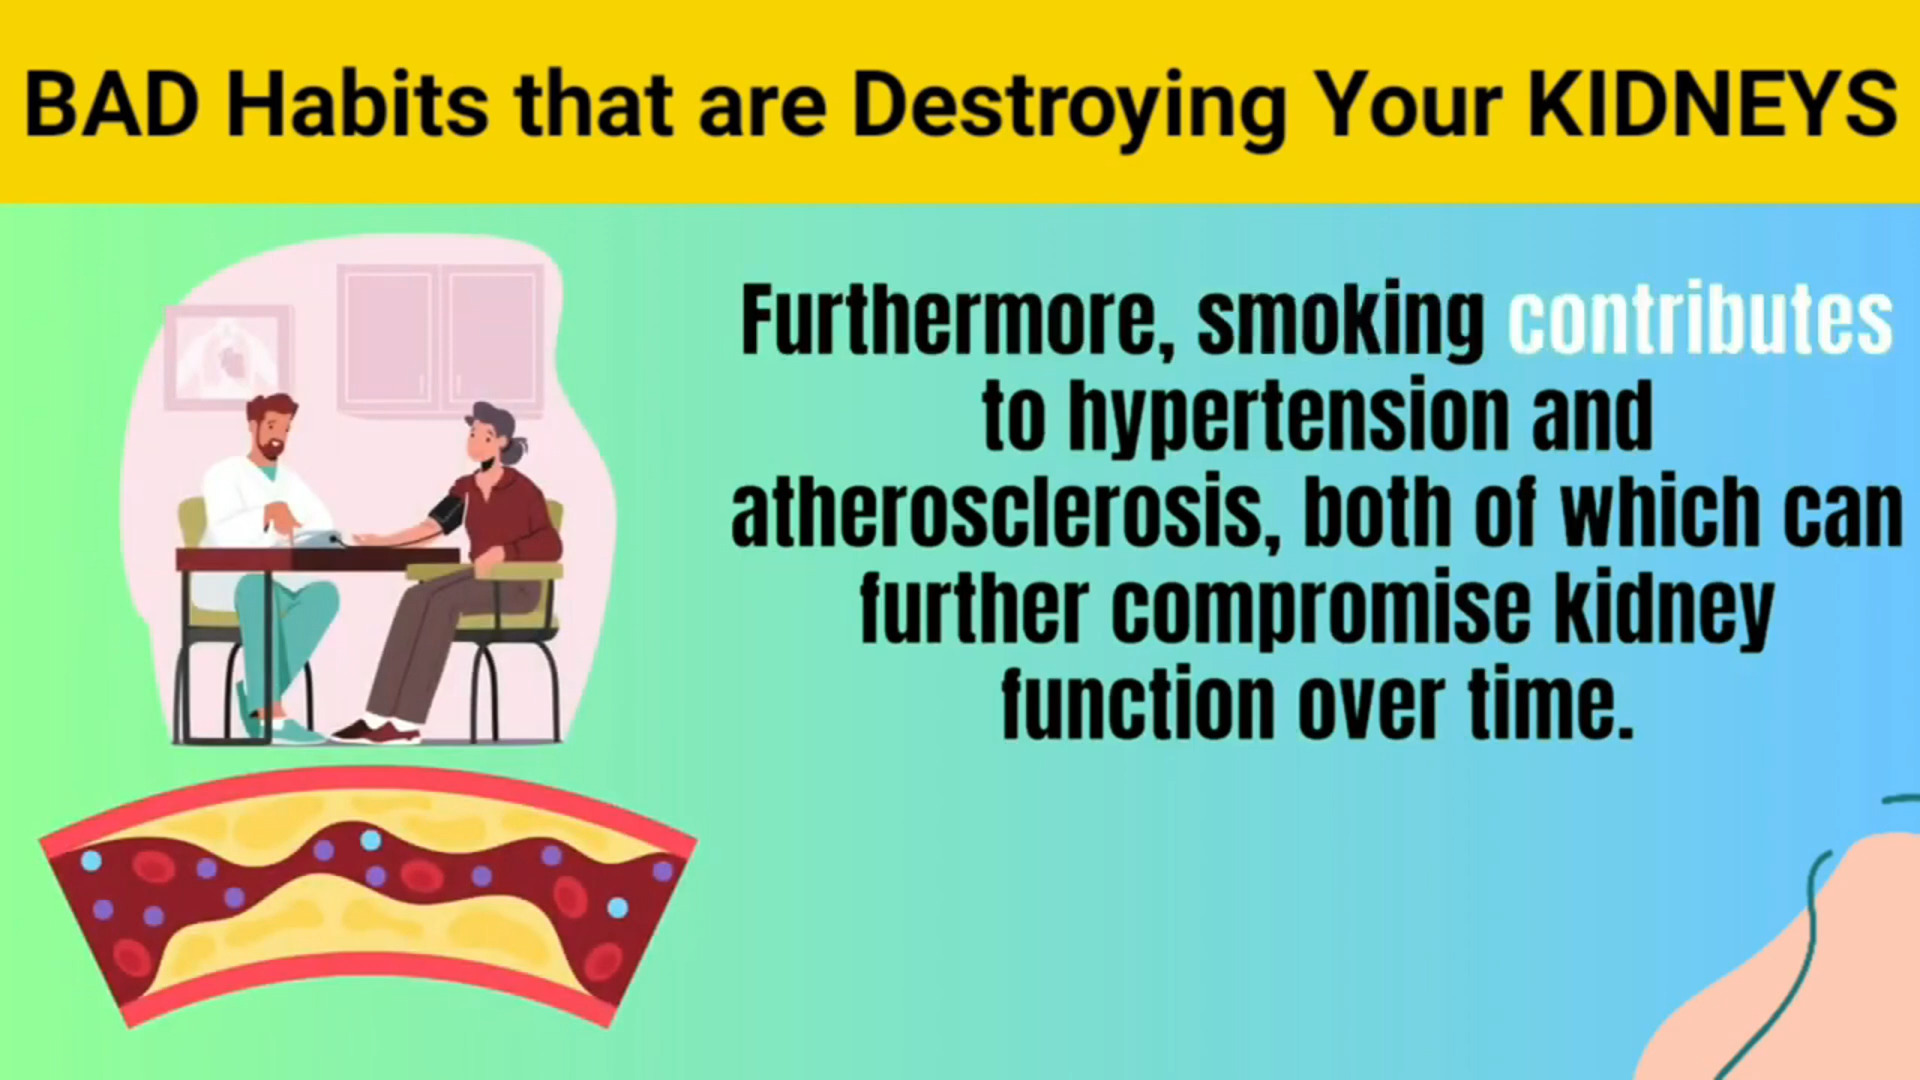 BAD Habits that are Destroying Your KIDNEYS
Furthermore, smoking contributes
to hypertension and
atherosclerosis, both of which can
further compromise kidney
function over time.